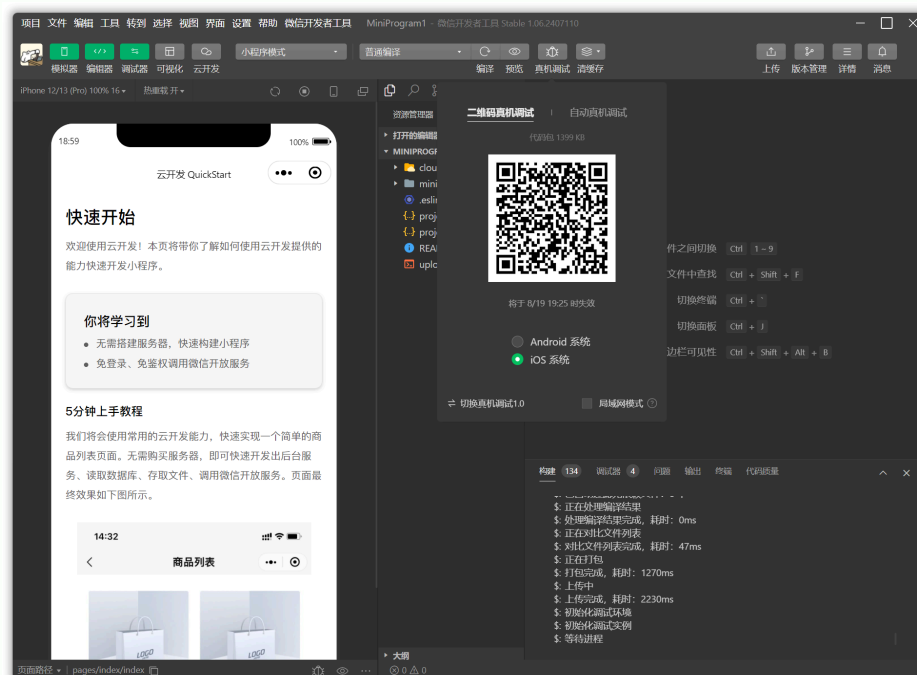 项目 文件 编辑 工具 转到 选择 视图 界面 设置 帮助 微信开发者工具 MiniProgram1 - 微信开发者工具 Stable 1.06.2407110
小程序模式 普通编译
模拟器 编辑器 调试器 可视化 云开发 编译 预览 真机调试 清缓存 上传 版本管理 详情 消息
iPhone 12/13 (Pro) 100% 16 热重载 开
18:59 100%
云开发 QuickStart
快速开始
欢迎使用云开发！本页将带你了解如何使用云开发提供的
能力快速开发小程序。
你将学习到
无需搭建服务器，快速构建小程序
免登录、免鉴权调用微信开放服务
5分钟上手教程
我们将会使用常用的云开发能力，快速实现一个简单的商
品列表页面。无需购买服务器，即可快速开发出后台服
务、读取数据库、存取文件、调用微信开放服务。页面最
终效果如下图所示。
14:32
商品列表
LOGO LOGO
页面路径 pages/index/index
资源管理器
打开的编辑器
MINIPROGR
clou
mini
.eslin
proj
proj
REA
uplo
大纲
0 0
二维码真机调试 自动真机调试
代码包 1399 KB
将于 8/19 19:25 时失效
Android 系统
iOS 系统
切换真机调试1.0 局域网模式
件之间切换 Ctrl 1 ~ 9
文件中查找 Ctrl + Shift + F
切换终端 Ctrl + `
切换面板 Ctrl + J
边栏可见性 Ctrl + Shift + Alt + B
构建 134 调试器 4 问题 输出 终端 代码质量
$: 正在处理编译结果
$: 处理编译结果完成，耗时：0ms
$: 正在对比文件列表
$: 对比文件列表完成，耗时：47ms
$: 正在打包
$: 打包完成，耗时：1270ms
$: 上传中
$: 上传完成，耗时：2230ms
$: 初始化调试环境
$: 初始化调试实例
$: 等待进程